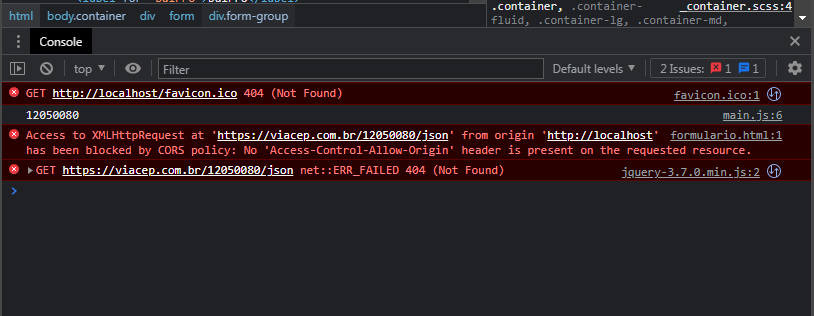 .container, .container-
_container.scss:4
fluid, .container-lg, .container-md,
html body.container div form div.form-group
Console
top Filter Default levels 2 Issues: 1 1
GET http://localhost/favicon.ico 404 (Not Found) favicon.ico:1
12050080 main.js:6
Access to XMLHttpRequest at 'https://viacep.com.br/12050080/json' from origin 'http://localhost' formulario.html:1
has been blocked by CORS policy: No 'Access-Control-Allow-Origin' header is present on the requested resource.
GET https://viacep.com.br/12050080/json net::ERR_FAILED 404 (Not Found) jquery-3.7.0.min.js:2